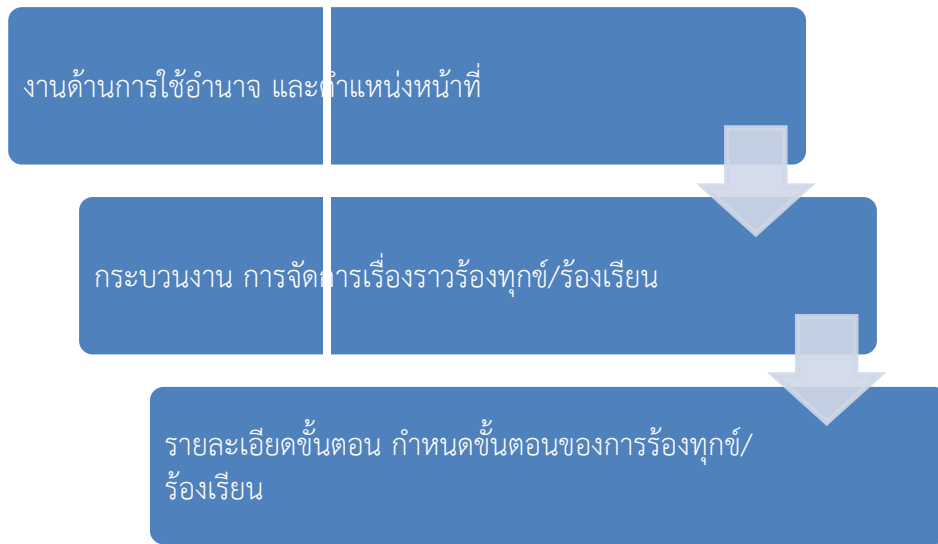 งานด้านการใช้อำนาจ และตำแหน่งหน้าที่
กระบวนงาน การจัดการเรื่องราวร้องทุกข์/ร้องเรียน
รายละเอียดขั้นตอน กำหนดขั้นตอนของการร้องทุกข์/
ร้องเรียน